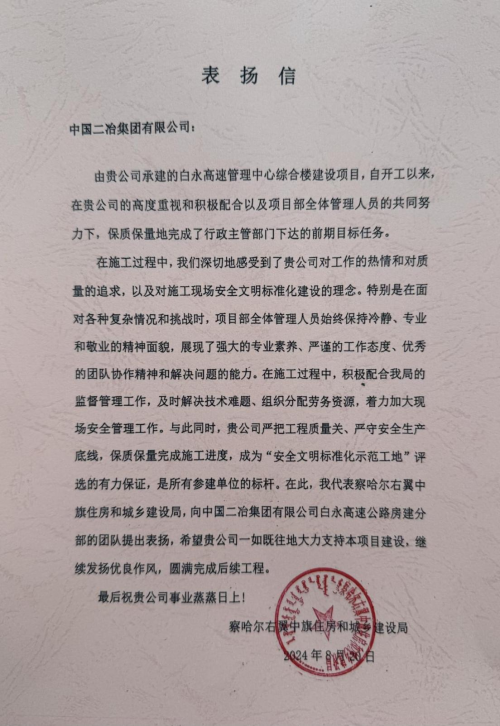 表扬信
中国二冶集团有限公司：
由贵公司承建的白永高速管理中心综合楼建设项目，自开工以来，
在贵公司的高度重视和积极配合以及项目部全体管理人员的共同努
力下，保质保量地完成了行政主管部门下达的前期目标任务。
在施工过程中，我们深切地感受到了贵公司对工作的热情和对质
量的追求，以及对施工现场安全文明标准化建设的理念。特别是在面
对各种复杂情况和挑战时，项目部全体管理人员始终保持冷静、专业
和敬业的精神面貌，展现了强大的专业素养、严谨的工作态度、优秀
的团队协作精神和解决问题的能力。在施工过程中，积极配合我局的
监督管理工作，及时解决技术难题、组织分配劳务资源，着力加大现
场安全管理工作。与此同时，贵公司严把工程质量关、严守安全生产
底线，保质保量完成施工进度，成为“安全文明标准化示范工地”评
选的有力保证，是所有参建单位的标杆。在此，我代表察哈尔右翼中
旗住房和城乡建设局，向中国二冶集团有限公司白永高速公路房建分
部的团队提出表扬，希望贵公司一如既往地大力支持本项目建设，继
续发扬优良作风，圆满完成后续工程。
最后祝贵公司事业蒸蒸日上！
察哈尔右翼中旗住房和城乡建设局
2024年8月20日